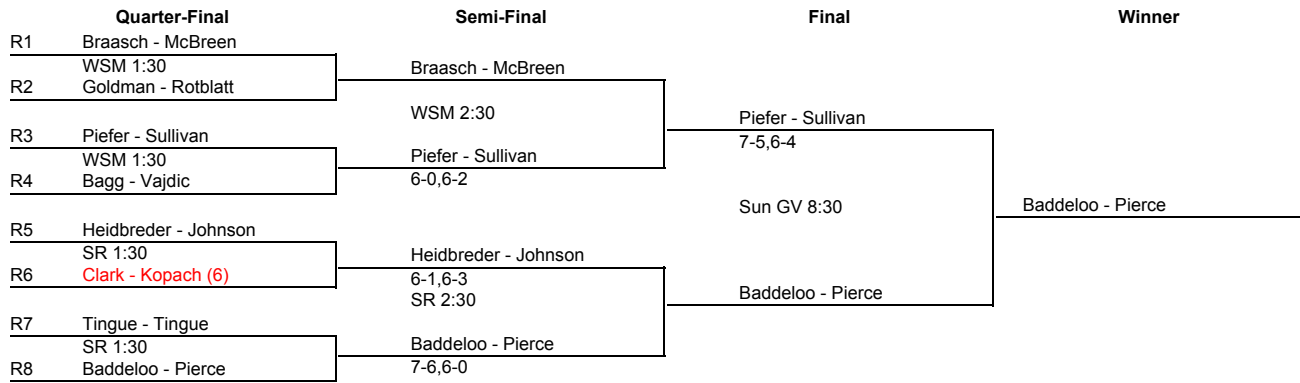 Quarter-Final Semi-Final Final Winner
R1 Braasch - McBreen
WSM 1:30
R2 Goldman - Rotblatt
R3 Piefer - Sullivan
WSM 1:30
R4 Bagg - Vajdic
R5 Heidbreder - Johnson
SR 1:30
R6 Clark - Kopach (6)
R7 Tingue - Tingue
SR 1:30
R8 Baddeloo - Pierce
Braasch - McBreen
WSM 2:30
Piefer - Sullivan
6-0,6-2
Heidbreder - Johnson
6-1,6-3
SR 2:30
Baddeloo - Pierce
7-6,6-0
Piefer - Sullivan
7-5,6-4
Sun GV 8:30
Baddeloo - Pierce
Baddeloo - Pierce